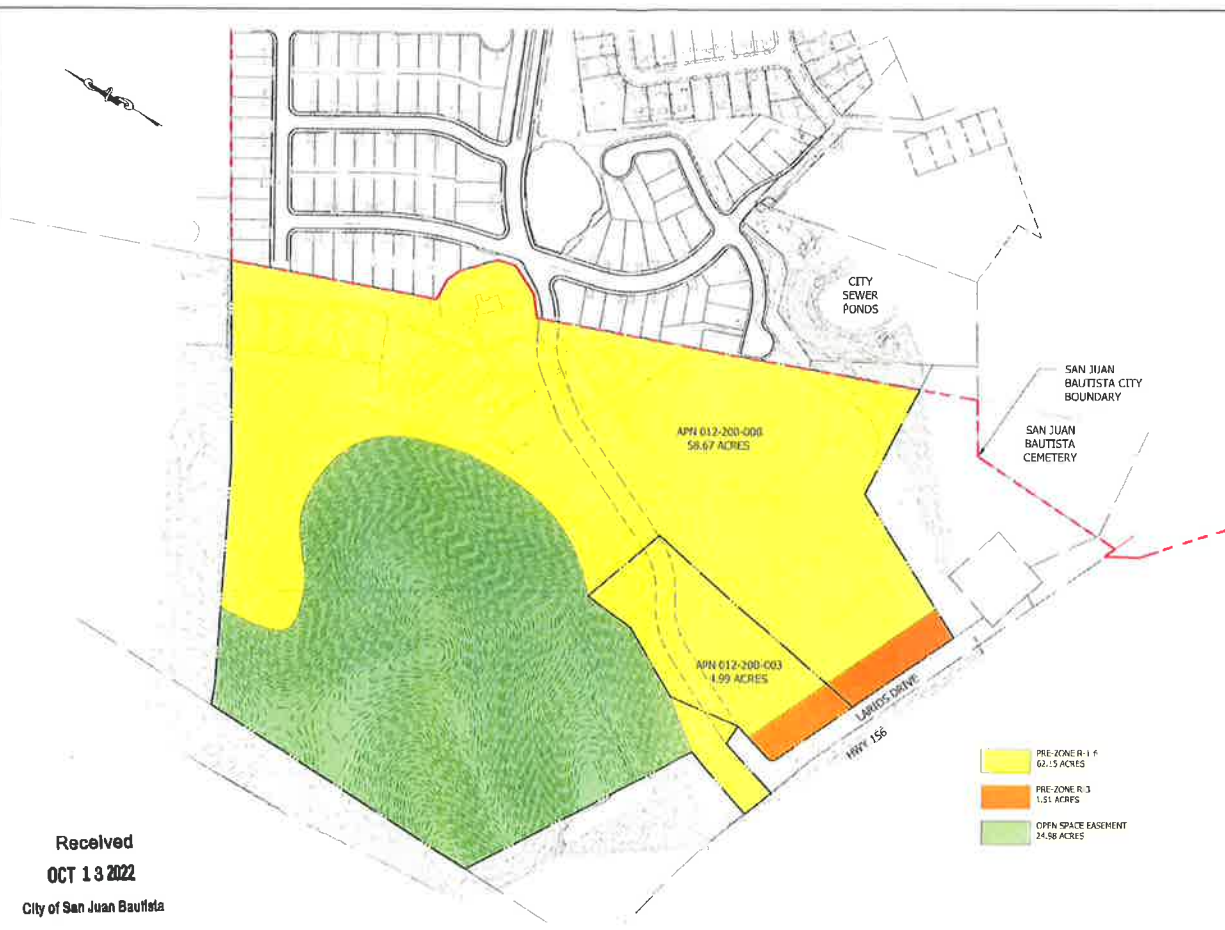 CITY
SEWER
PONDS
SAN JUAN
BAUTISTA CITY
BOUNDARY
SAN JUAN
BAUTISTA
CEMETERY
APN 012-200-008
58.67 ACRES
APN 012-200-003
4.99 ACRES
LARIOS DRIVE
HWY 156
PRE-ZONE R-1
62.15 ACRES
PRE-ZONE R-3
1.51 ACRES
OPEN SPACE EASEMENT
24.98 ACRES
Received
OCT 13 2022
City of San Juan Bautista